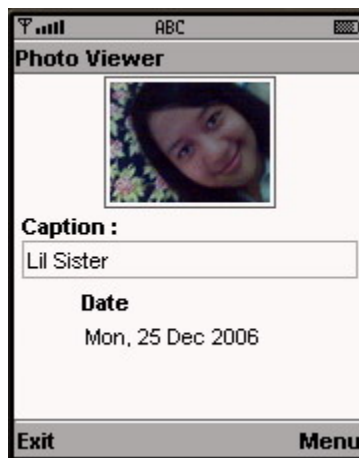 ABC
Photo Viewer
Caption :
Lil Sister
Date
Mon, 25 Dec 2006
Exit Menu